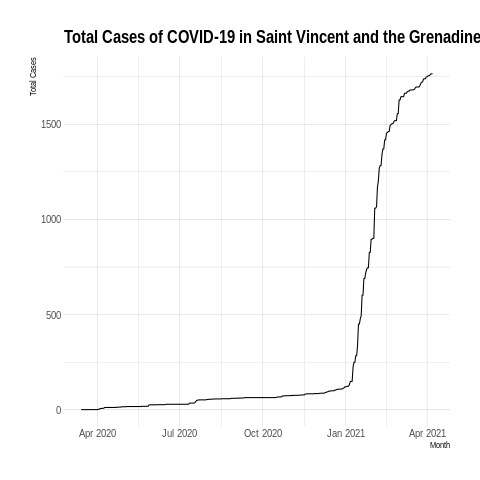 Total Cases of COVID-19 in Saint Vincent and the Grenadine
Total Cases
1500
1000
500
0
Apr 2020 Jul 2020 Oct 2020 Jan 2021 Apr 2021
Month